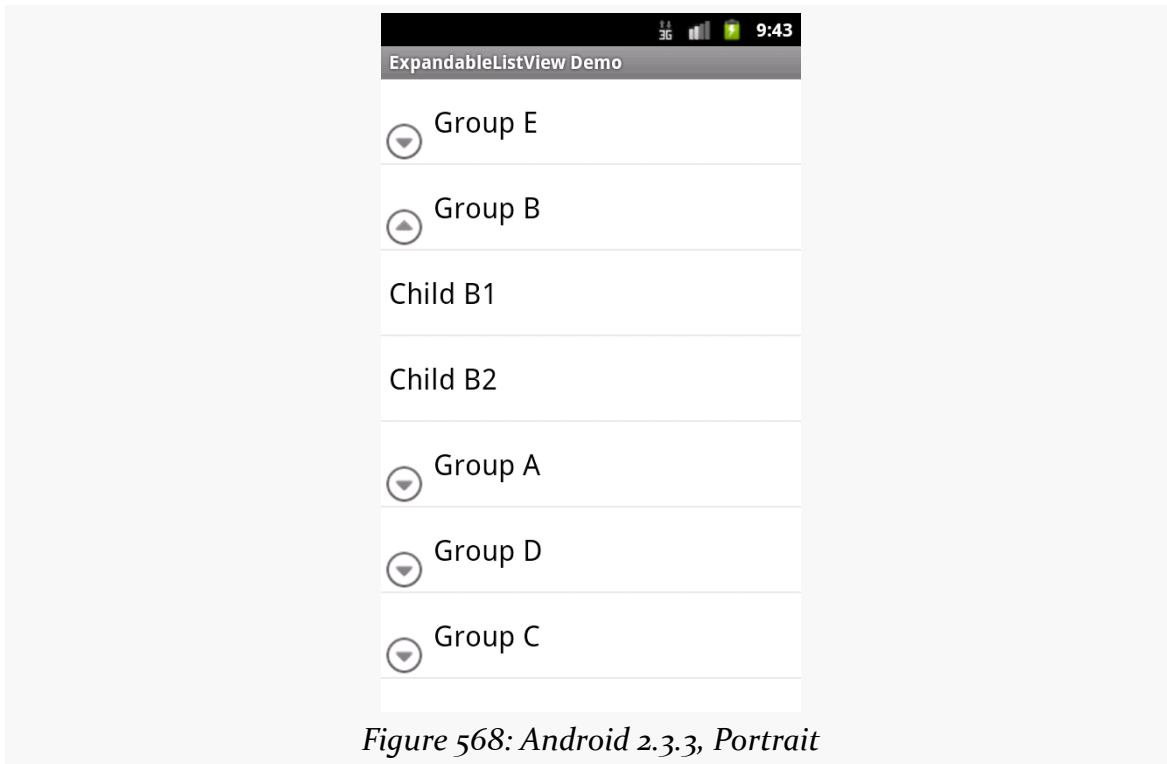 3G 9:43
ExpandableListView Demo
Group E
Group B
Child B1
Child B2
Group A
Group D
Group C
Figure 568: Android 2.3.3, Portrait